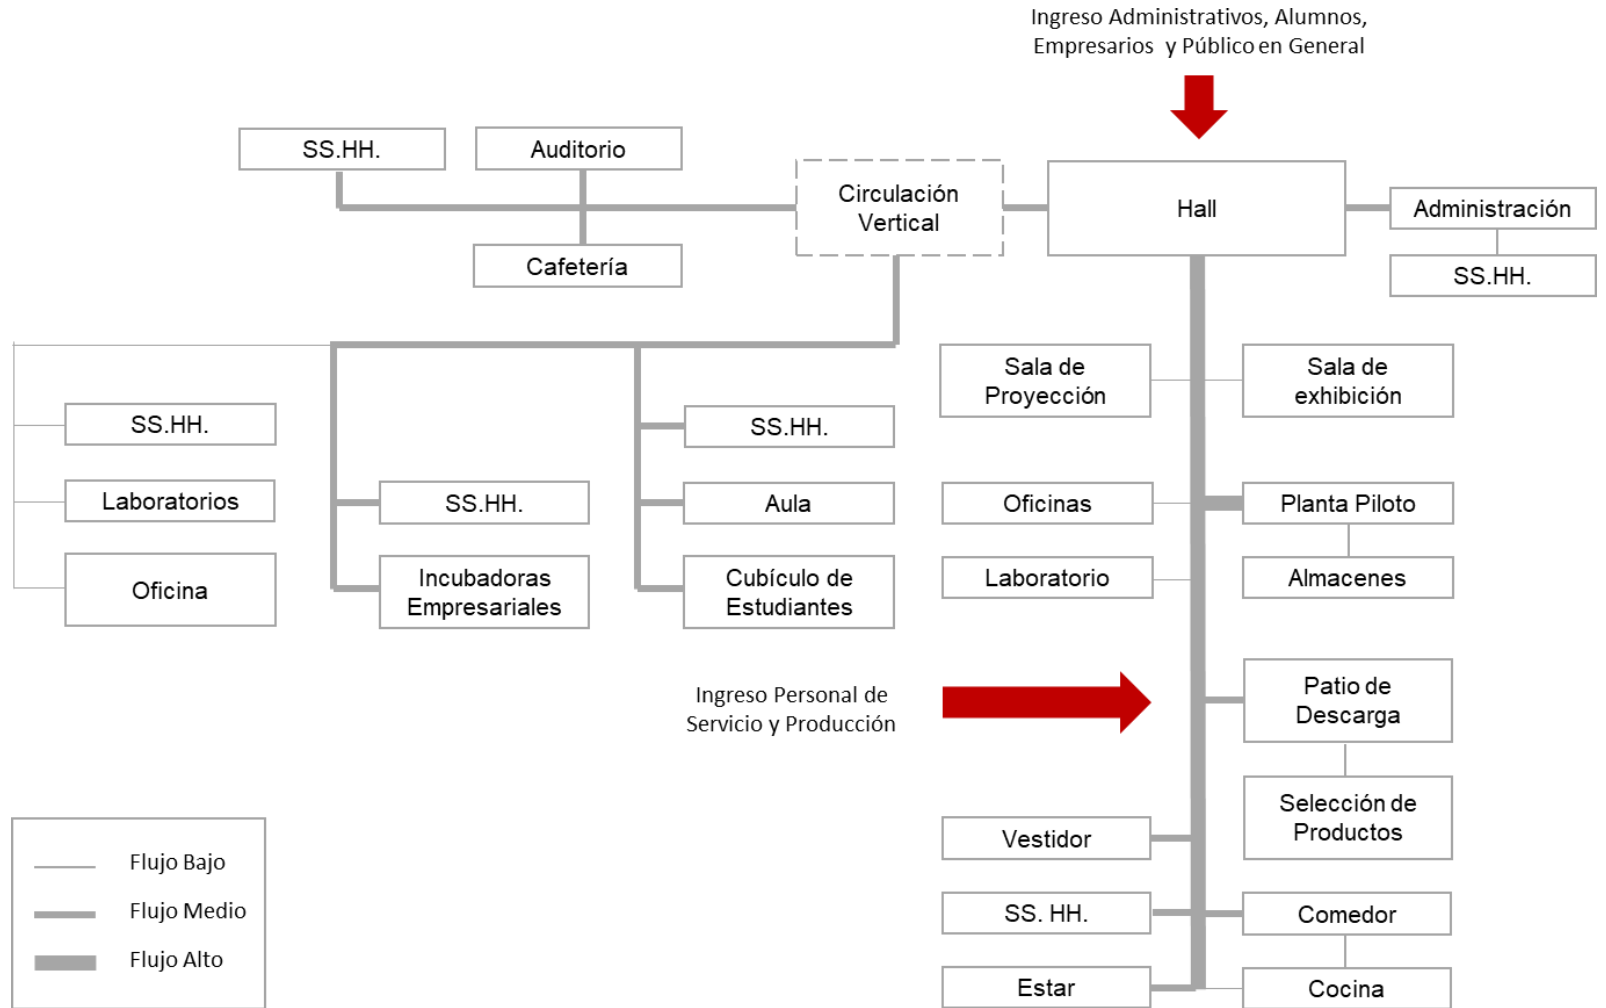 Ingreso Administrativos, Alumnos,
Empresarios y Público en General
SS.HH.
Auditorio
Circulación
Vertical
Hall
Administración
Cafetería
SS.HH.
Sala de
Proyección
Sala de
exhibición
SS.HH.
SS.HH.
Laboratorios
SS.HH.
Aula
Oficinas
Planta Piloto
Oficina
Incubadoras
Empresariales
Cubículo de
Estudiantes
Laboratorio
Almacenes
Ingreso Personal de
Servicio y Producción
Patio de
Descarga
Selección de
Productos
Vestidor
SS. HH.
Comedor
Estar
Cocina
Flujo Bajo
Flujo Medio
Flujo Alto